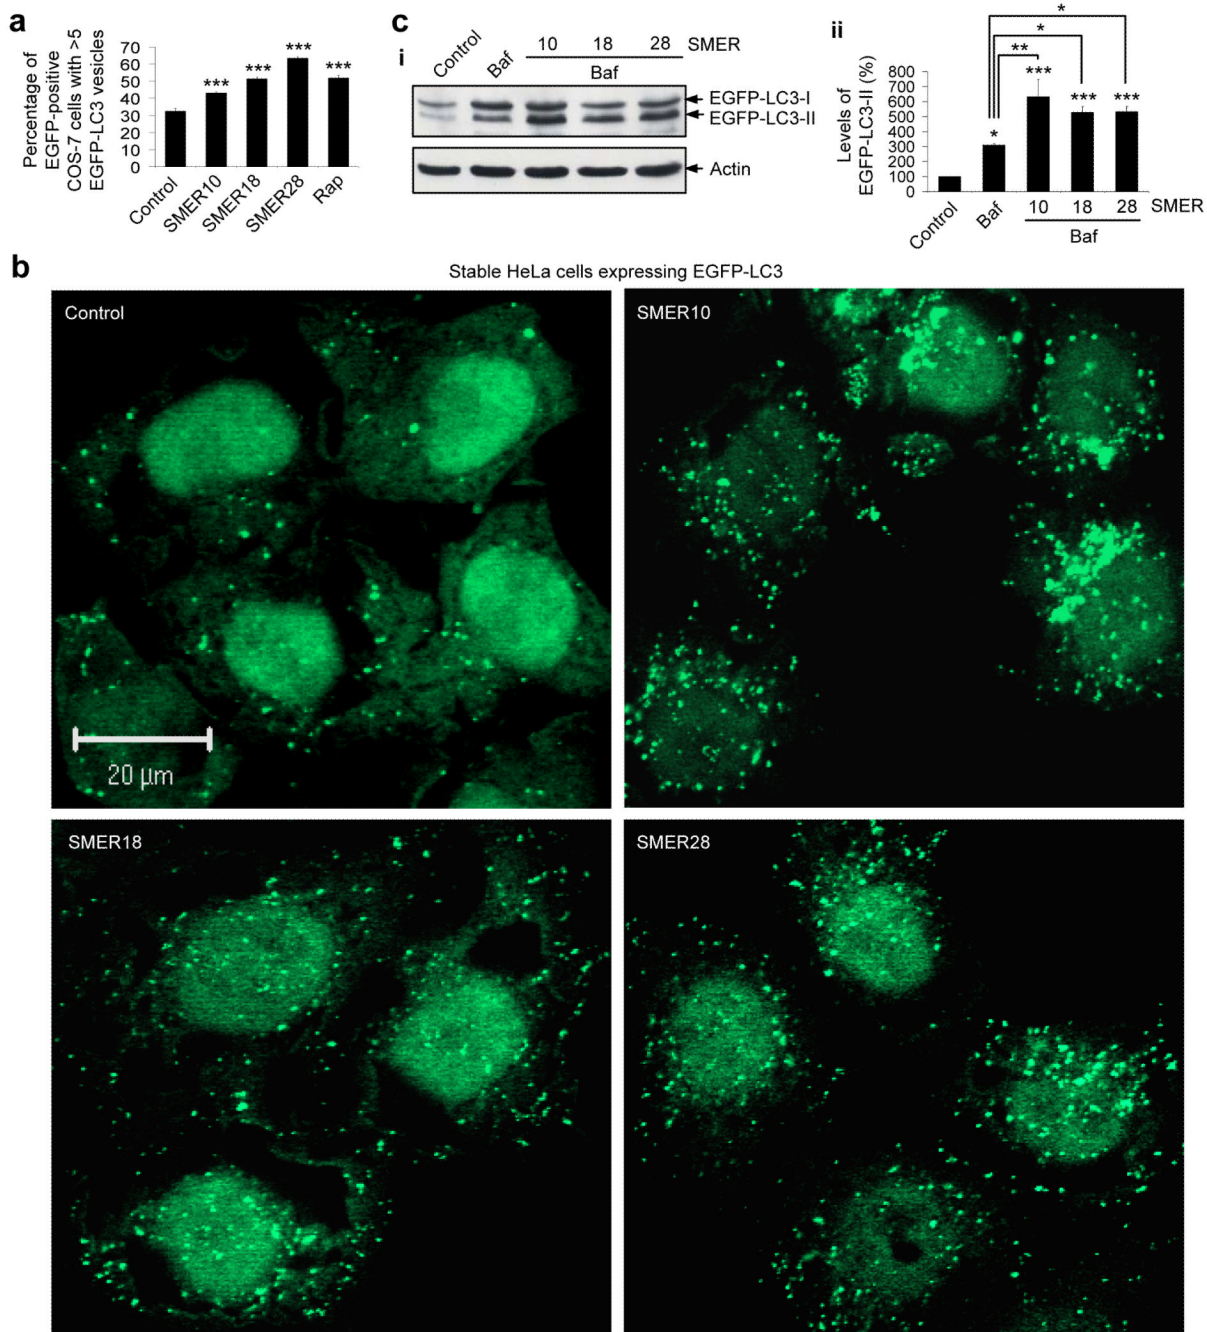 a
Percentage of
EGFP-positive
COS-7 cells with >5
EGFP-LC3 vesicles
70
60
50
40
30
20
10
0
***
***
***
***
Control
SMER10
SMER18
SMER28
Rap
c
i
Control
Baf
10 18 28 SMER
Baf
EGFP-LC3-I
EGFP-LC3-II
Actin
ii
Levels of
EGFP-LC3-II (%)
800
700
600
500
400
300
200
100
0
*
*
**
***
***
***
*
Control
Baf
10 18 28 SMER
Baf
b
Stable HeLa cells expressing EGFP-LC3
Control
20 μm
SMER10
SMER18
SMER28